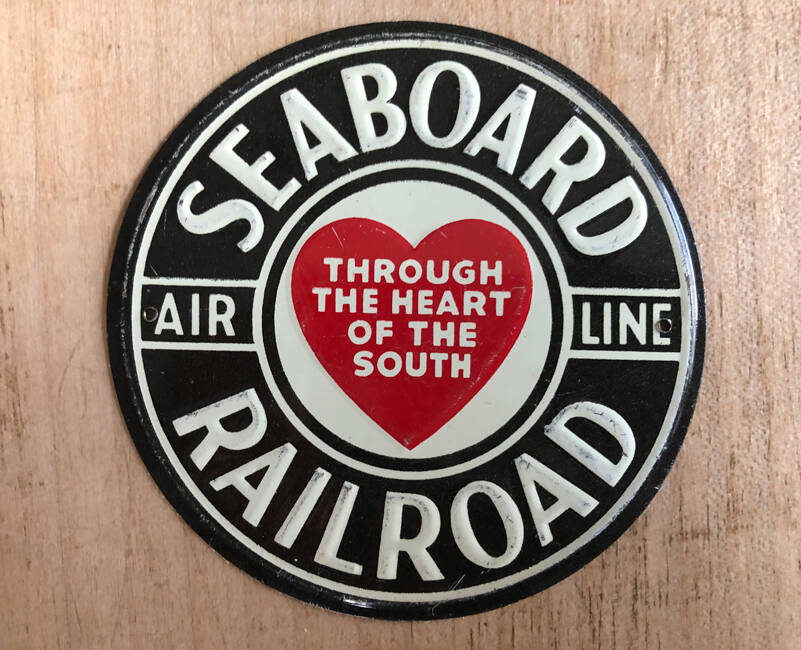 SEABOARD
AIR LINE
RAILROAD
THROUGH
THE HEART
OF THE
SOUTH